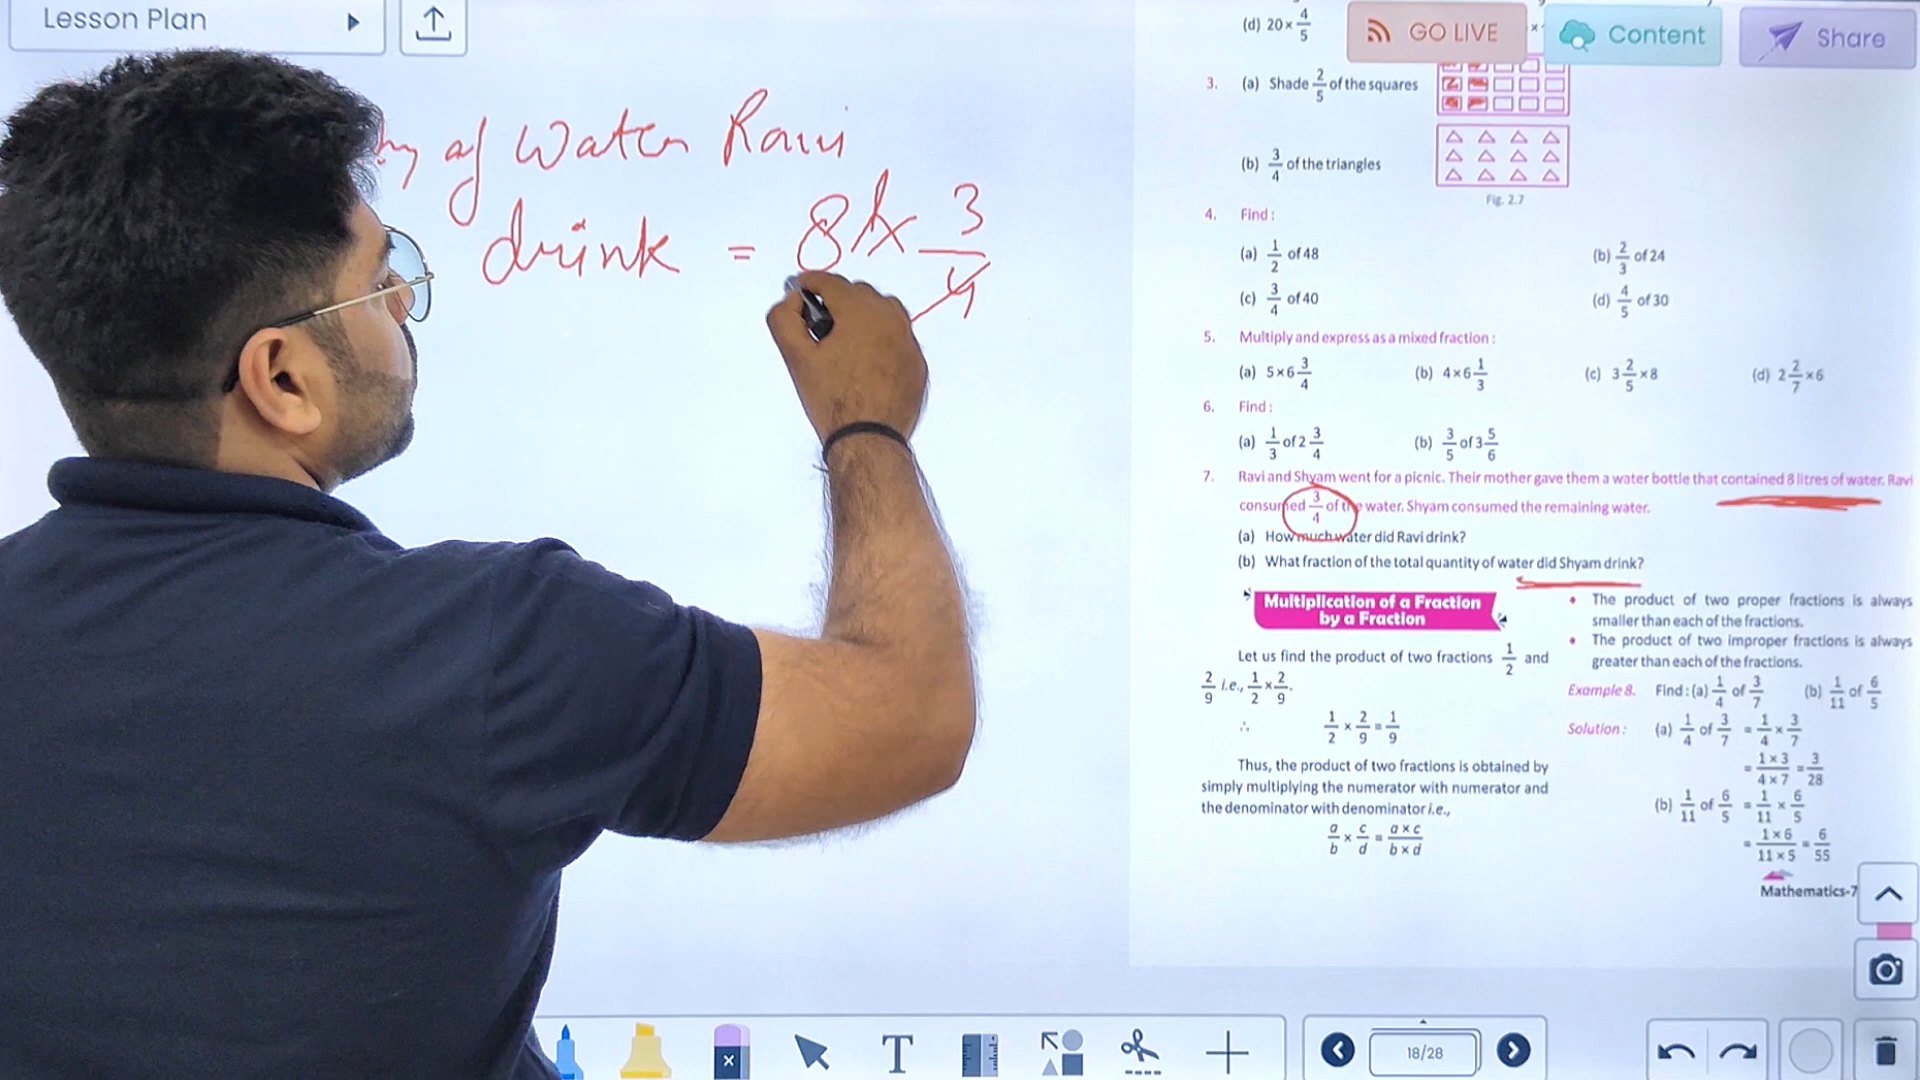 Lesson Plan
GO LIVE
Content
Share
of Water Ravi
drink = 8 l × 3/4
(d) 20× 4/5
3. (a) Shade 2/5 of the squares
(b) 3/4 of the triangles
Fig. 2.7
4. Find :
(a) 1/2 of 48 (b) 2/3 of 24
(c) 3/4 of 40 (d) 4/5 of 30
5. Multiply and express as a mixed fraction :
(a) 5×6 3/4 (b) 4×6 1/3 (c) 3 2/5 ×8 (d) 2 2/7 ×6
6. Find :
(a) 1/3 of 2 3/4 (b) 3/5 of 3 5/6
7. Ravi and Shyam went for a picnic. Their mother gave them a water bottle that contained 8 litres of water. Ravi
consumed 3/4 of the water. Shyam consumed the remaining water.
(a) How much water did Ravi drink?
(b) What fraction of the total quantity of water did Shyam drink?
Multiplication of a Fraction
by a Fraction
Let us find the product of two fractions 1/2 and
2/9 i.e., 1/2 × 2/9.
∴ 1/2 × 2/9 = 1/9
Thus, the product of two fractions is obtained by
simply multiplying the numerator with numerator and
the denominator with denominator i.e.,
a/b × c/d = a×c/b×d
• The product of two proper fractions is always
smaller than each of the fractions.
• The product of two improper fractions is always
greater than each of the fractions.
Example 8. Find : (a) 1/4 of 3/7 (b) 1/11 of 6/5
Solution : (a) 1/4 of 3/7 = 1/4 × 3/7
= 1×3/4×7 = 3/28
(b) 1/11 of 6/5 = 1/11 × 6/5
= 1×6/11×5 = 6/55
Mathematics-7
T
18/28